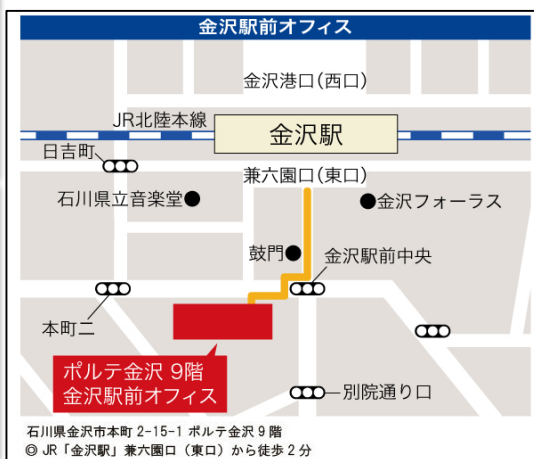 金沢駅前オフィス
金沢港口(西口)
JR北陸本線
金沢駅
日吉町
兼六園口(東口)
石川県立音楽堂
金沢フォーラス
鼓門
金沢駅前中央
本町二
ポルテ金沢 9階
金沢駅前オフィス
別院通り口
石川県金沢市本町 2-15-1 ポルテ金沢 9 階
◎ JR「金沢駅」兼六園口（東口）から徒歩 2 分